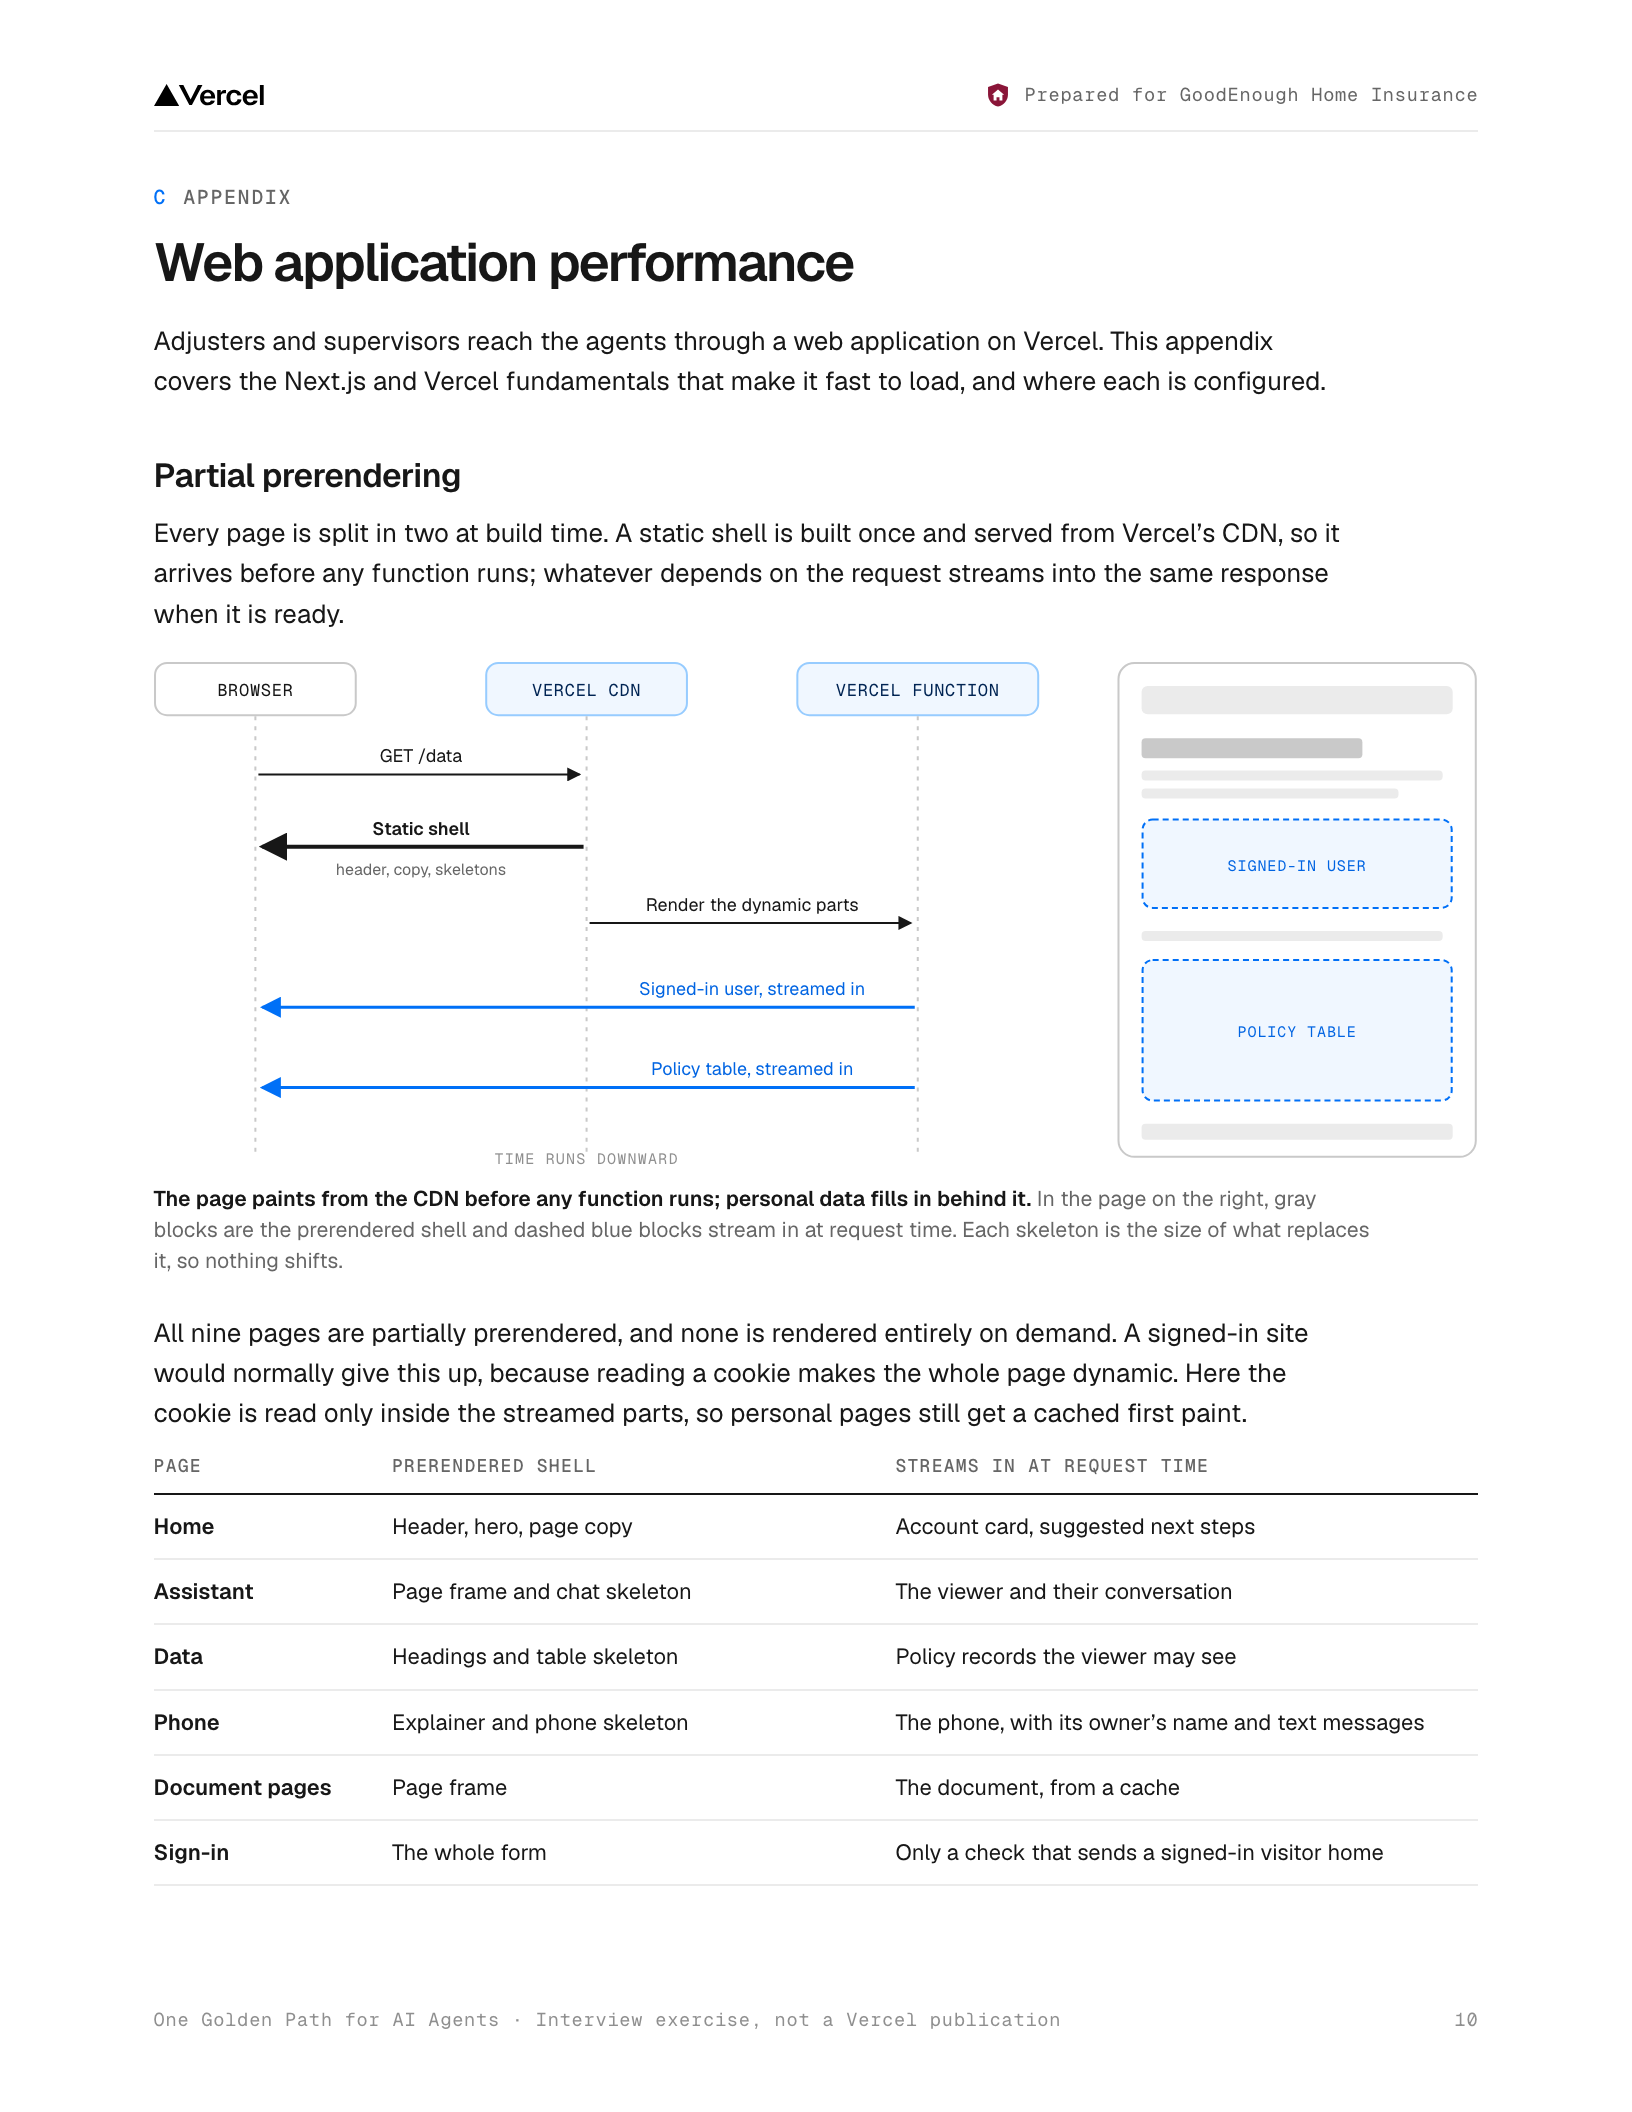 Vercel
Prepared for GoodEnough Home Insurance
C APPENDIX
Web application performance
Adjusters and supervisors reach the agents through a web application on Vercel. This appendix
covers the Next.js and Vercel fundamentals that make it fast to load, and where each is configured.
Partial prerendering
Every page is split in two at build time. A static shell is built once and served from Vercel’s CDN, so it
arrives before any function runs; whatever depends on the request streams into the same response
when it is ready.
BROWSER
VERCEL CDN
VERCEL FUNCTION
GET /data
Static shell
header, copy, skeletons
Render the dynamic parts
Signed-in user, streamed in
Policy table, streamed in
TIME RUNS DOWNWARD
SIGNED-IN USER
POLICY TABLE
The page paints from the CDN before any function runs; personal data fills in behind it. In the page on the right, gray
blocks are the prerendered shell and dashed blue blocks stream in at request time. Each skeleton is the size of what replaces
it, so nothing shifts.
All nine pages are partially prerendered, and none is rendered entirely on demand. A signed-in site
would normally give this up, because reading a cookie makes the whole page dynamic. Here the
cookie is read only inside the streamed parts, so personal pages still get a cached first paint.
PAGE PRERENDERED SHELL STREAMS IN AT REQUEST TIME
Home Header, hero, page copy Account card, suggested next steps
Assistant Page frame and chat skeleton The viewer and their conversation
Data Headings and table skeleton Policy records the viewer may see
Phone Explainer and phone skeleton The phone, with its owner’s name and text messages
Document pages Page frame The document, from a cache
Sign-in The whole form Only a check that sends a signed-in visitor home
One Golden Path for AI Agents · Interview exercise, not a Vercel publication
10